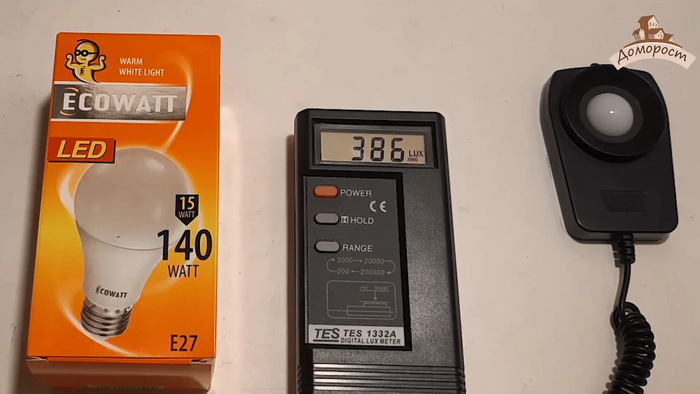 Доморост
WARM
WHITE LIGHT
ECOWATT
LED
15
WATT
140
WATT
ECOWATT
E27
386 LUX
POWER
CE
HOLD
RANGE
2000 20000
200 200000
TES TES 1332A
DIGITAL LUX METER